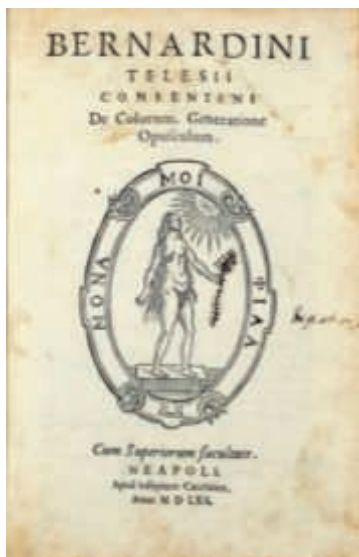 BERNARDINI
TELESII
CONSENTINI
De Colorum Generatione
Opusculum.
MOI
MONA
ΦΙΛΑ
Cum Superiorum facultate.
NEAPOLI
Apud Iosephum Cacchium,
Anno M D LXX.